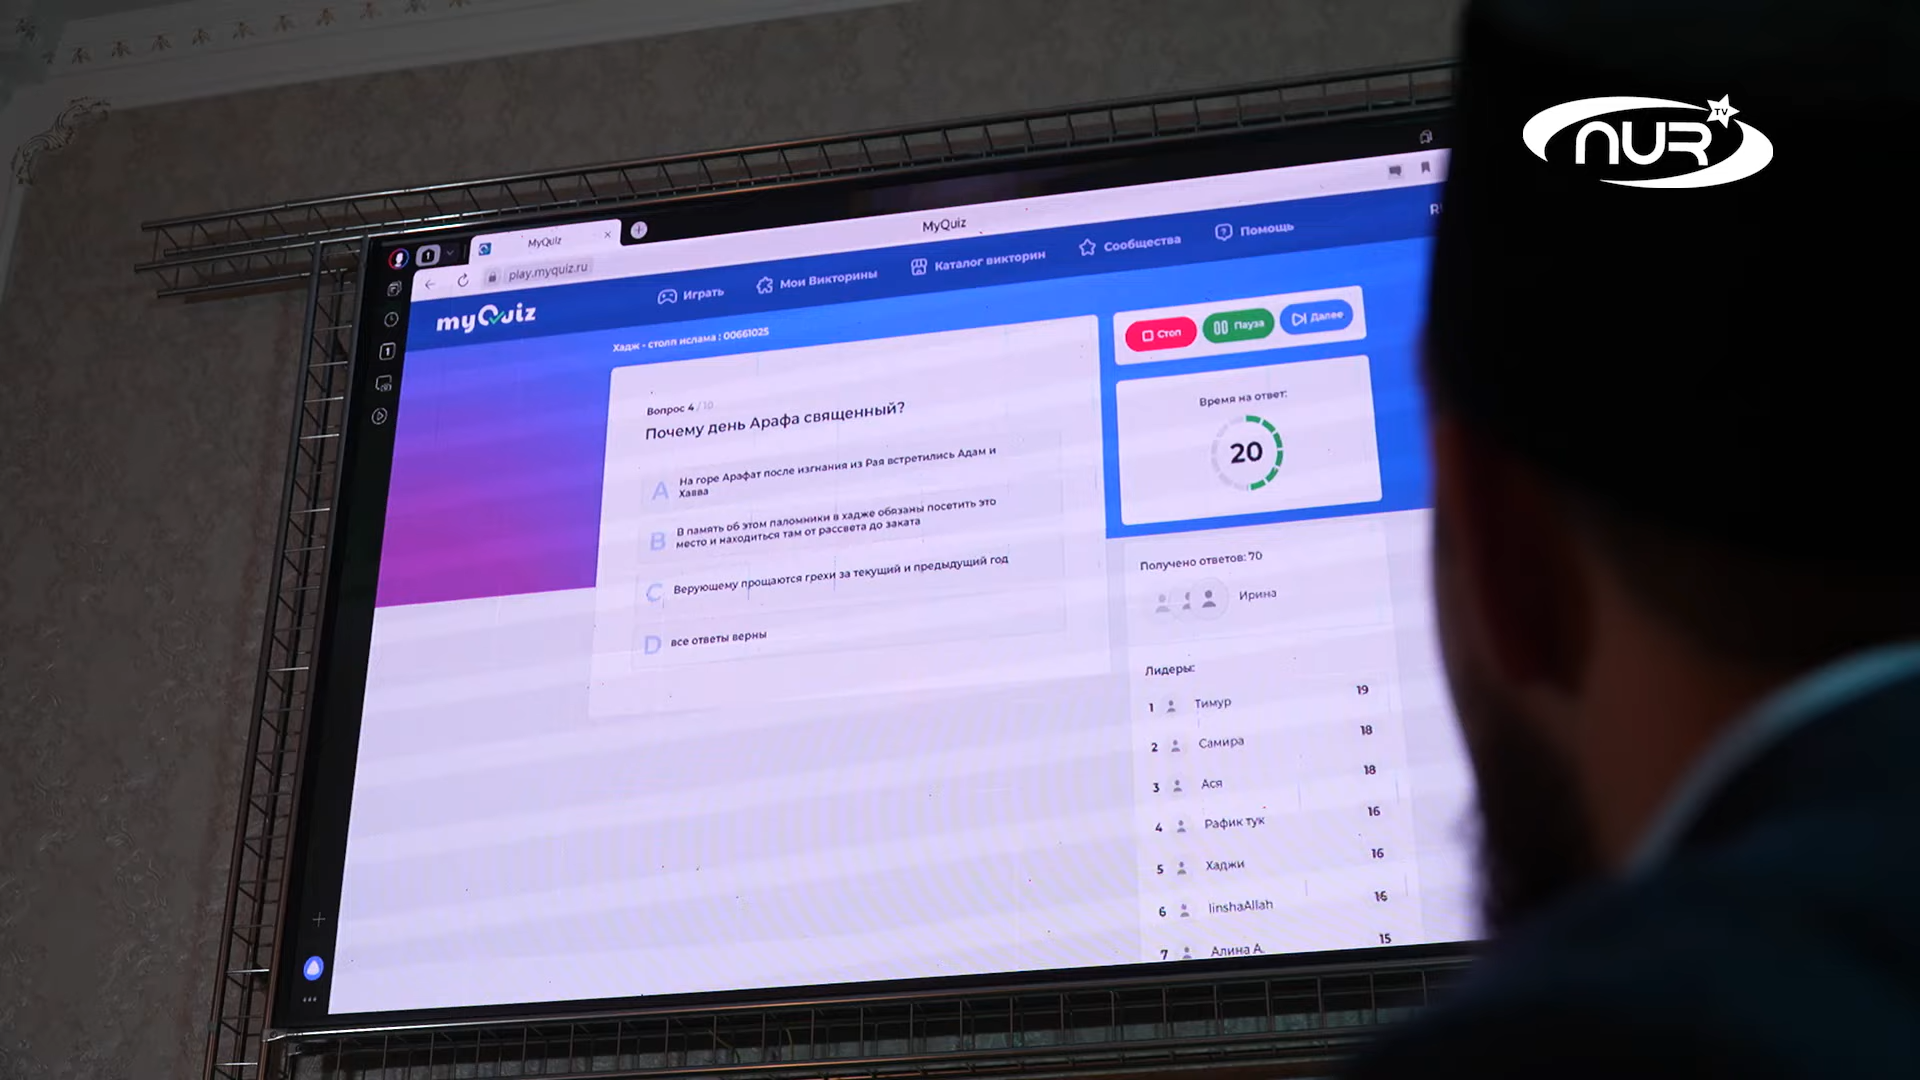 NUR TV
MyQuiz
MyQuiz
play.myquiz.ru
myQuiz
Играть
Мои Викторины
Каталог викторин
Сообщества
Помощь
Хадж - столп ислама : 00661025
Стоп
Пауза
Далее
Вопрос 4 / 10
Почему день Арафа священный?
A
На горе Арафат после изгнания из Рая встретились Адам и
Хавва
B
В память об этом паломники в хадже обязаны посетить это
место и находиться там от рассвета до заката
C
Верующему прощаются грехи за текущий и предыдущий год
D
все ответы верны
Время на ответ:
20
Получено ответов: 70
Ирина
Лидеры:
1 Тимур 19
2 Самира 18
3 Ася 18
4 Рафик тук 16
5 Хаджи 16
6 IinshaAllah 16
7 Алина А. 15